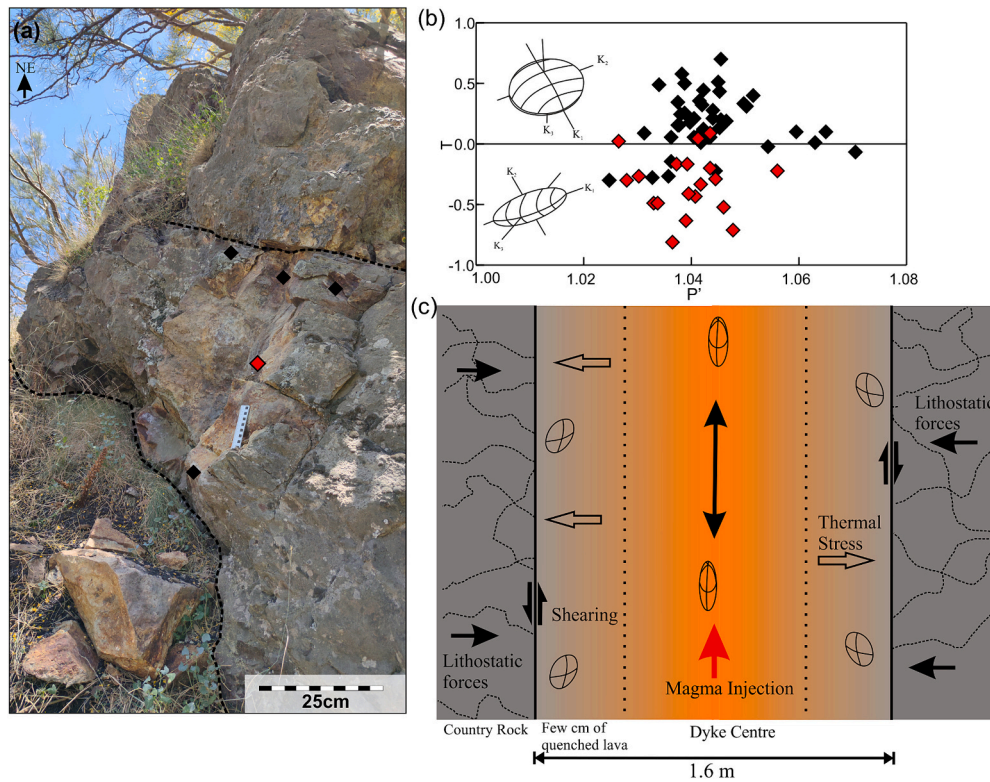 (a)
NE
25cm
(b)
T
0.5
0.0
-0.5
-1.0
1.00
1.02
1.04
1.06
1.08
P'
K₂
K₃
K₁
K₂
K₁
K₃
(c)
Lithostatic
forces
Thermal
Stress
Shearing
Lithostatic
forces
Magma Injection
Country Rock
Few cm of
quenched lava
Dyke Centre
1.6 m